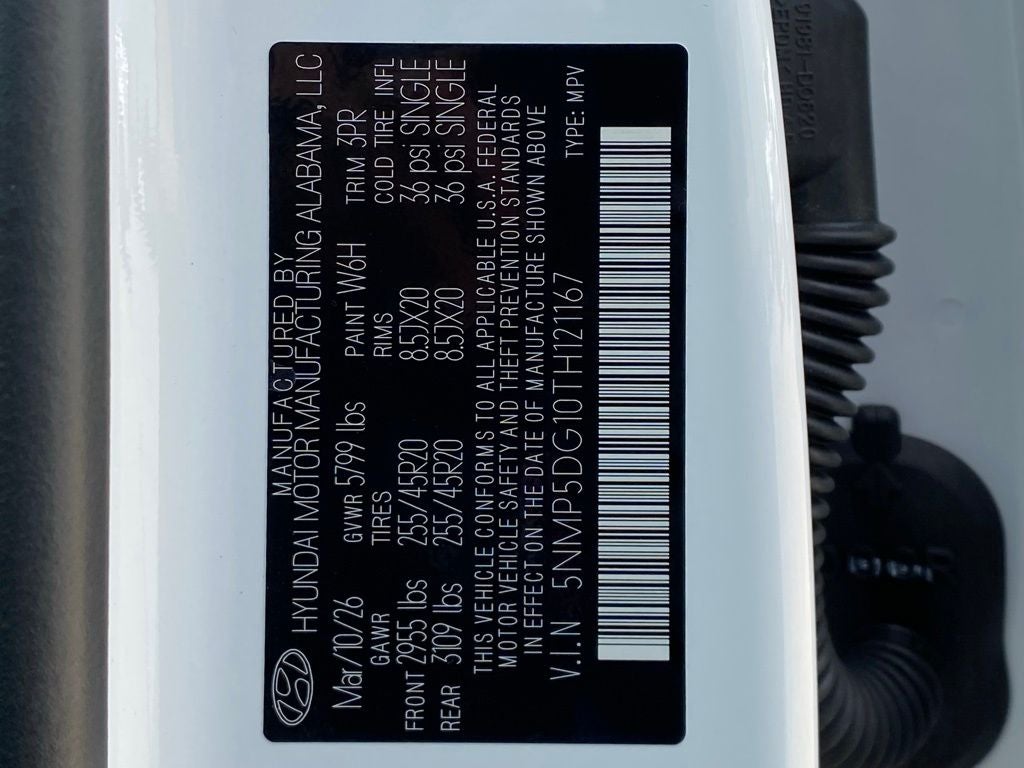 MANUFACTURED BY
HYUNDAI MOTOR MANUFACTURING ALABAMA, LLC
Mar/10/26 GVWR 5799 lbs PAINT W6H TRIM 3PR
GAWR TIRES RIMS COLD TIRE INFL
FRONT 2955 lbs 255/45R20 8.5JX20 36 psi SINGLE
REAR 3109 lbs 255/45R20 8.5JX20 36 psi SINGLE
THIS VEHICLE CONFORMS TO ALL APPLICABLE U.S.A. FEDERAL
MOTOR VEHICLE SAFETY AND THEFT PREVENTION STANDARDS
IN EFFECT ON THE DATE OF MANUFACTURE SHOWN ABOVE
V.I.N 5NMP5DG10TH121167 TYPE: MPV